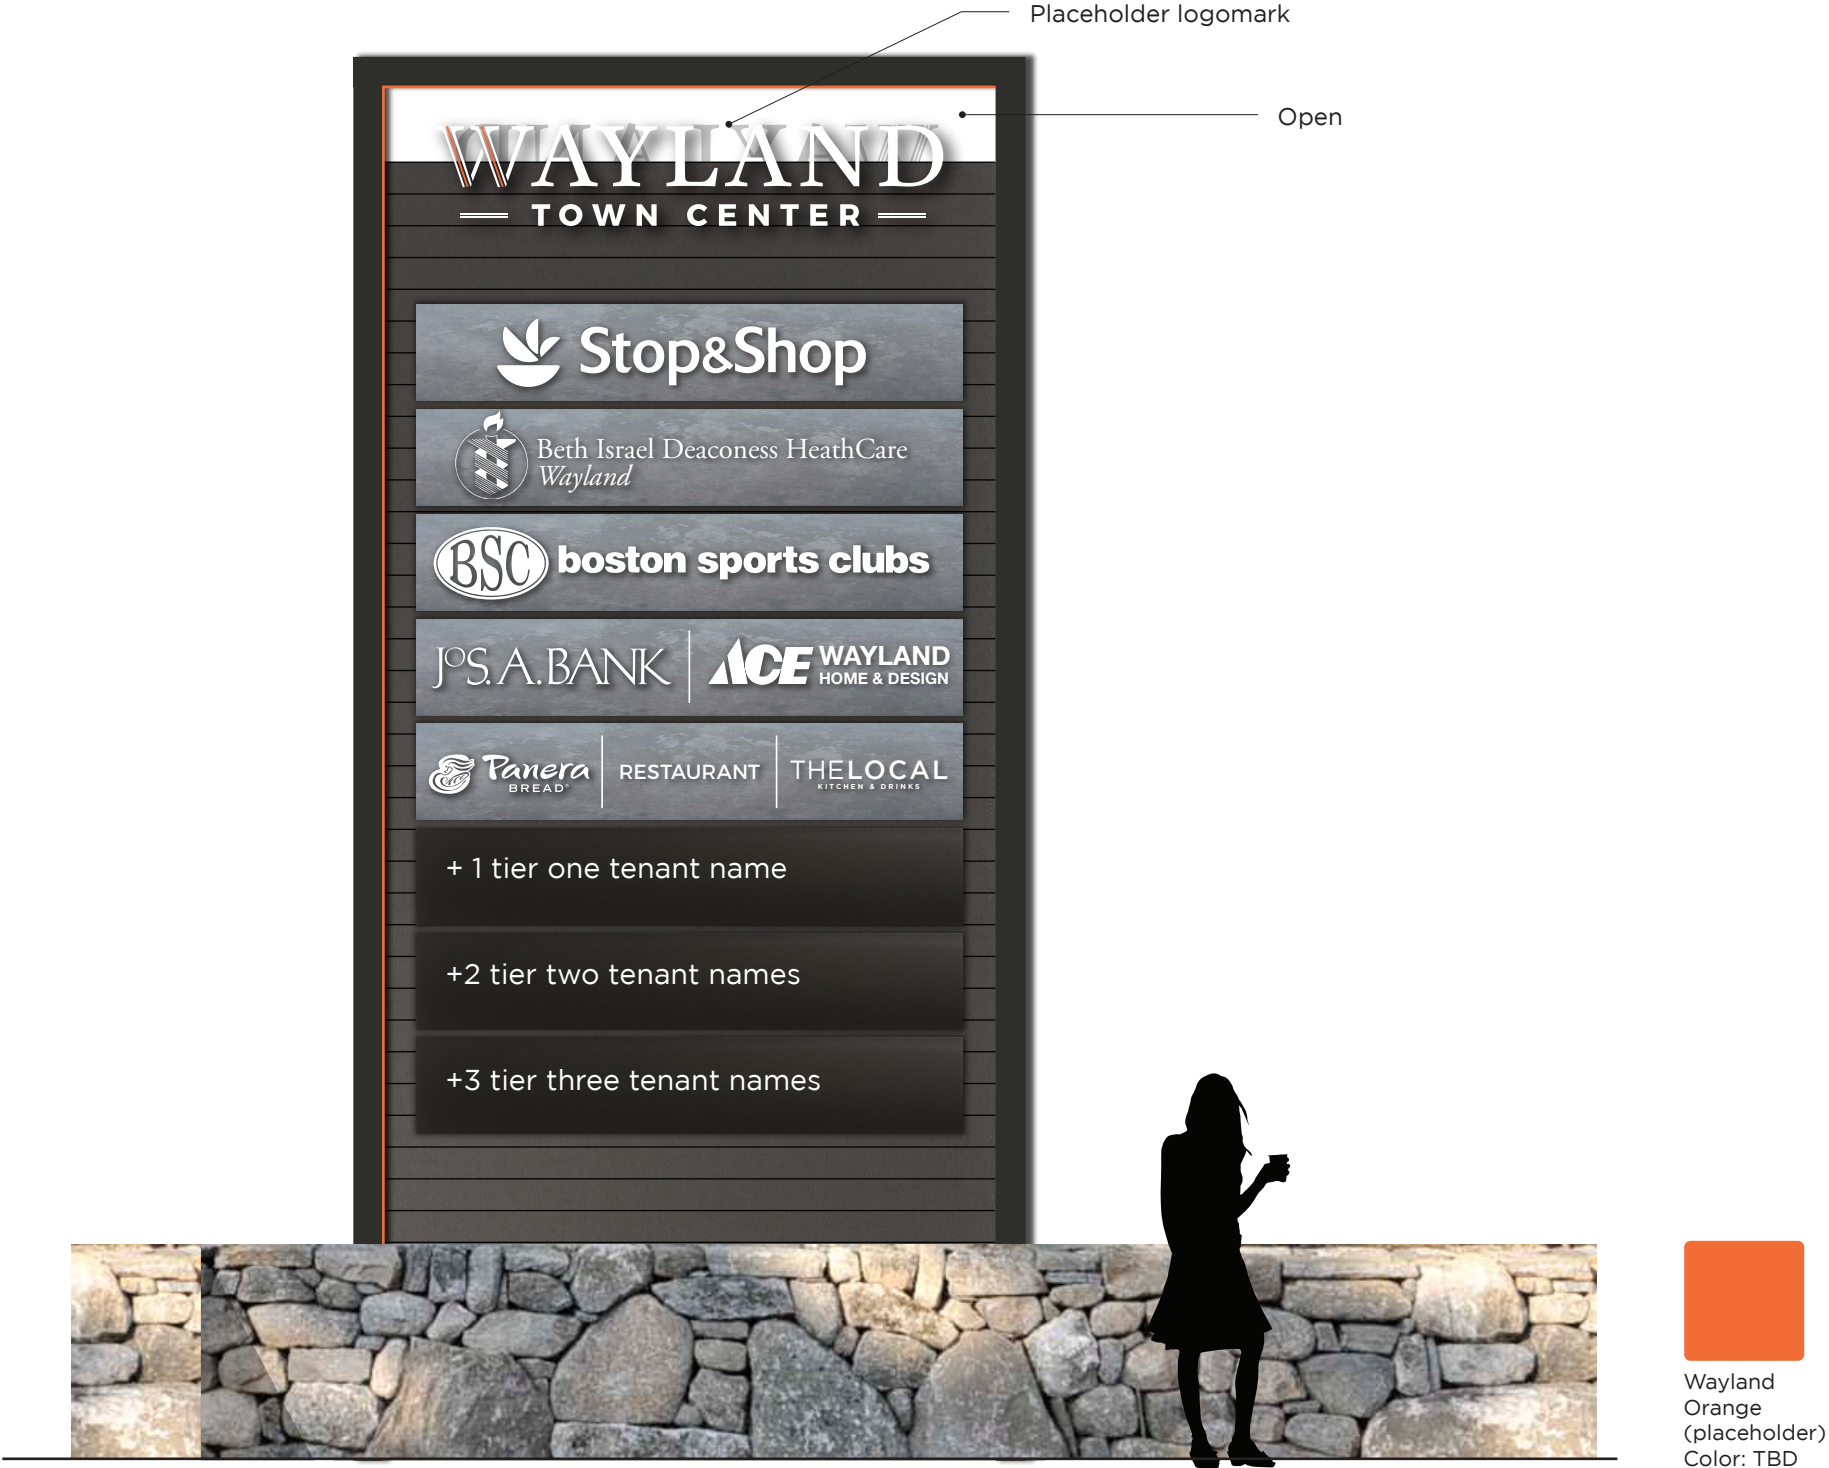 Placeholder logomark
Open
WAYLAND
TOWN CENTER
Stop&Shop
Beth Israel Deaconess HeathCare
Wayland
BSC boston sports clubs
JoS. A. BANK
ACE WAYLAND
HOME & DESIGN
Panera
BREAD®
RESTAURANT
THELOCAL
KITCHEN & DRINKS
+ 1 tier one tenant name
+2 tier two tenant names
+3 tier three tenant names
Wayland
Orange
(placeholder)
Color: TBD